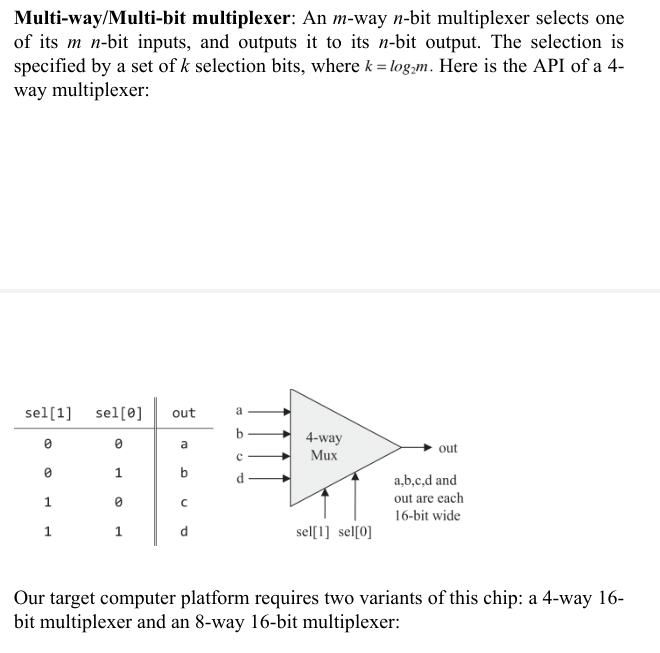 Multi-way/Multi-bit multiplexer: An m-way n-bit multiplexer selects one
of its m n-bit inputs, and outputs it to its n-bit output. The selection is
specified by a set of k selection bits, where k = log₂m. Here is the API of a 4-
way multiplexer:
sel[1] sel[0] out
0 0 a
0 1 b
1 0 c
1 1 d
a
b
c
d
4-way
Mux
out
a,b,c,d and
out are each
16-bit wide
sel[1] sel[0]
Our target computer platform requires two variants of this chip: a 4-way 16-
bit multiplexer and an 8-way 16-bit multiplexer: